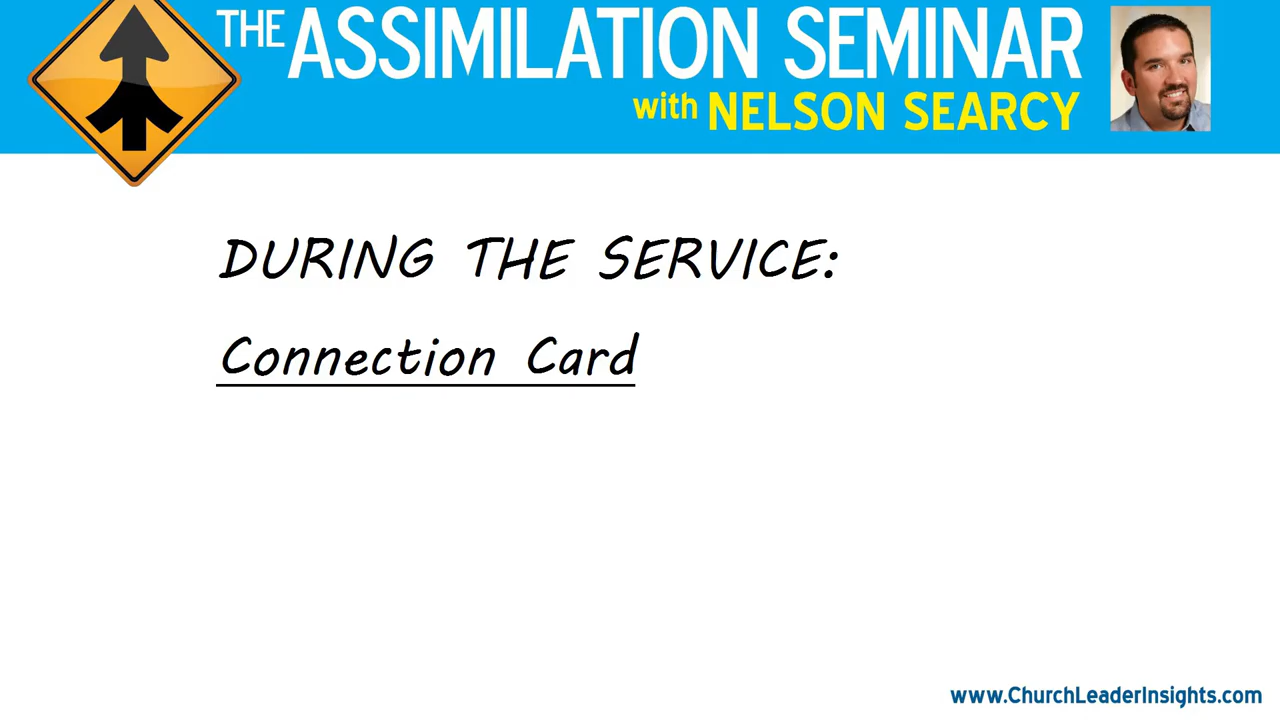 THE ASSIMILATION SEMINAR
with NELSON SEARCY
DURING THE SERVICE:
Connection Card
www.ChurchLeaderInsights.com